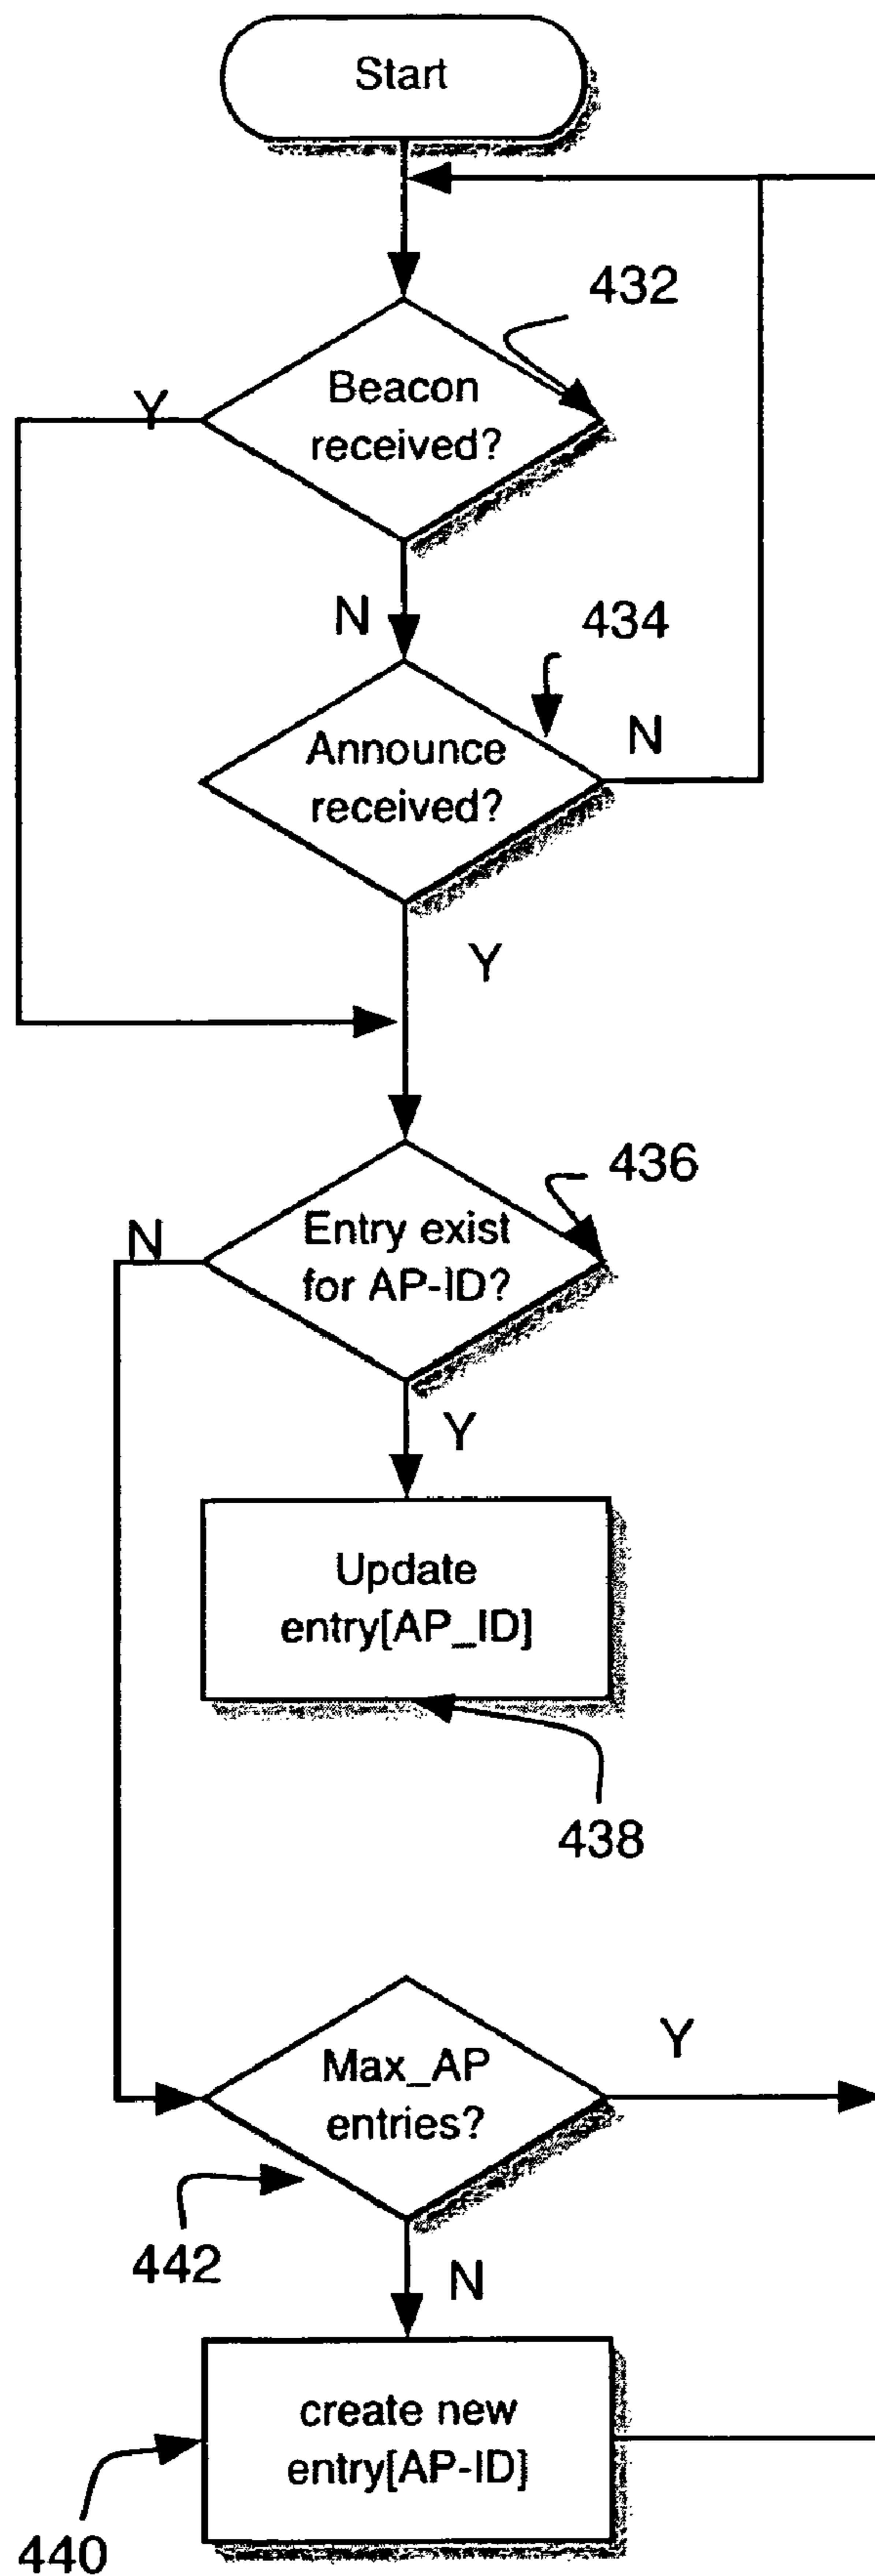 Start
432
Beacon
received?
Y
N
434
Announce
received?
N
Y
436
Entry exist
for AP-ID?
N
Y
Update
entry[AP_ID]
438
Max_AP
entries?
Y
442
N
create new
entry[AP-ID]
440